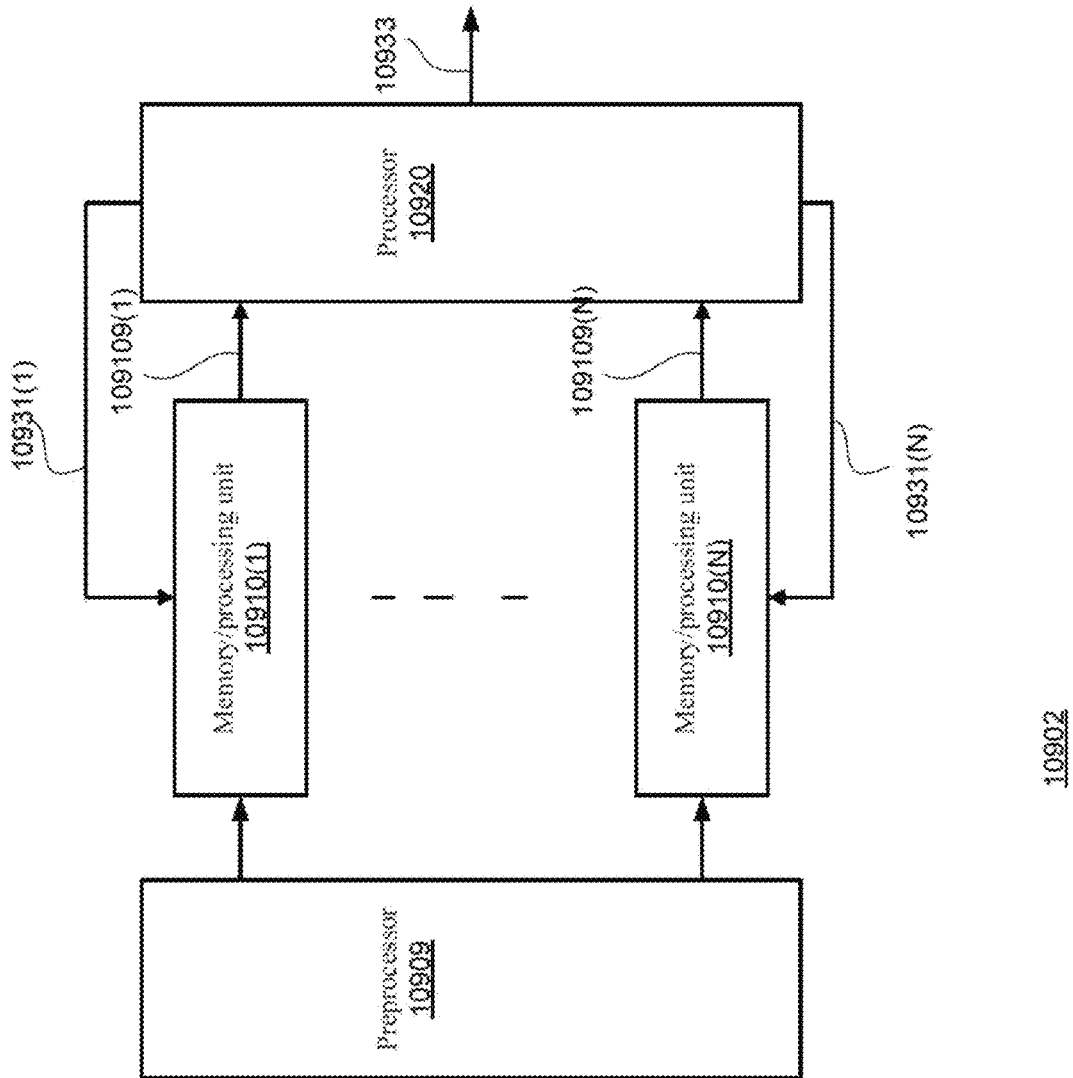 10933
Processor
10920
10931(1)
109109(1)
109109(N)
10931(N)
Memory/processing unit
10910(1)
Memory/processing unit
10910(N)
Preprocessor
10909
10902